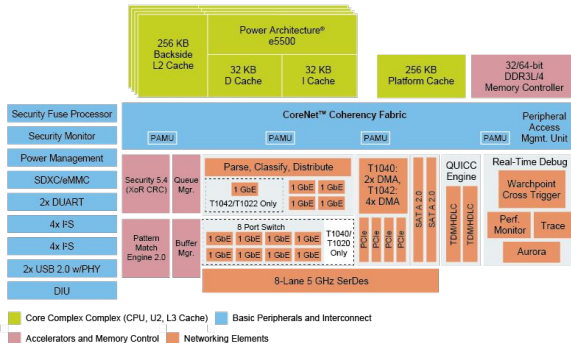 256 KB
Backside
L2 Cache
Power Architecture®
e5500
32 KB
D Cache
32 KB
I Cache
256 KB
Platform Cache
32/64-bit
DDR3L/4
Memory Controller
Security Fuse Processor
Security Monitor
Power Management
SDXC/eMMC
2x DUART
4x I²S
4x I²S
2x USB 2.0 w/PHY
DIU
CoreNet™ Coherency Fabric
PAMU
PAMU
PAMU
PAMU
Peripheral
Access
Mgmt. Unit
Security 5.4
(XoR CRC)
Queue
Mgr.
Pattern
Match
Engine 2.0
Buffer
Mgr.
Parse, Classify, Distribute
1 GbE
T1042/T1022 Only
1 GbE 1 GbE
1 GbE 1 GbE
8 Port Switch
1 GbE 1 GbE 1 GbE 1 GbE
1 GbE 1 GbE 1 GbE 1 GbE
T1040/
T1020
Only
T1040:
2x DMA,
T1042:
4x DMA
PCIe
PCIe
PCIe
PCIe
SATA 2.0
SATA 2.0
8-Lane 5 GHz SerDes
QUICC
Engine
TDM/HDLC
TDM/HDLC
Real-Time Debug
Warchpoint
Cross Trigger
Perf.
Monitor
Trace
Aurora
Core Complex Complex (CPU, U2, L3 Cache)
Basic Peripherals and Interconnect
Accelerators and Memory Control
Networking Elements